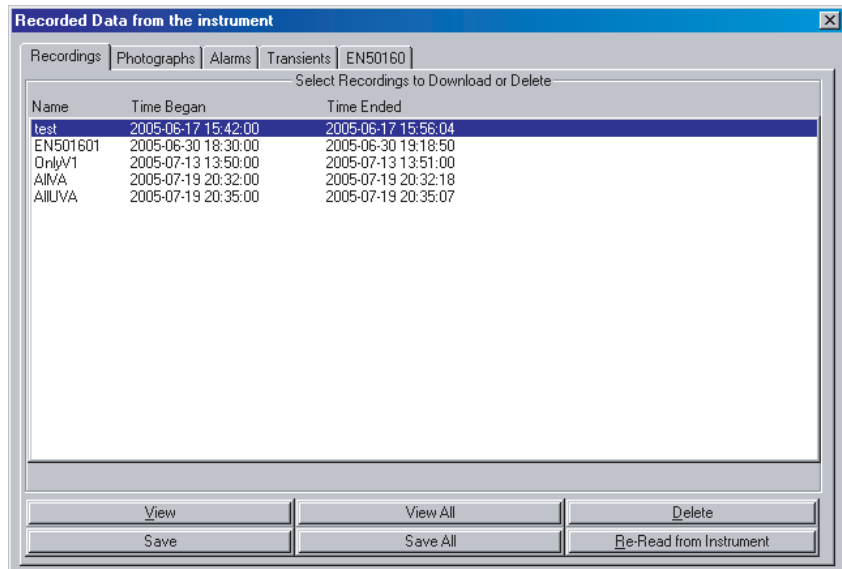 Recorded Data from the instrument
Recordings Photographs Alarms Transients EN50160
Select Recordings to Download or Delete
Name Time Began Time Ended
test 2005-06-17 15:42:00 2005-06-17 15:56:04
EN501601 2005-06-30 18:30:00 2005-06-30 19:18:50
OnlyV1 2005-07-13 13:50:00 2005-07-13 13:51:00
AllVA 2005-07-19 20:32:00 2005-07-19 20:32:18
AllUVA 2005-07-19 20:35:00 2005-07-19 20:35:07
View View All Delete
Save Save All Re-Read from Instrument